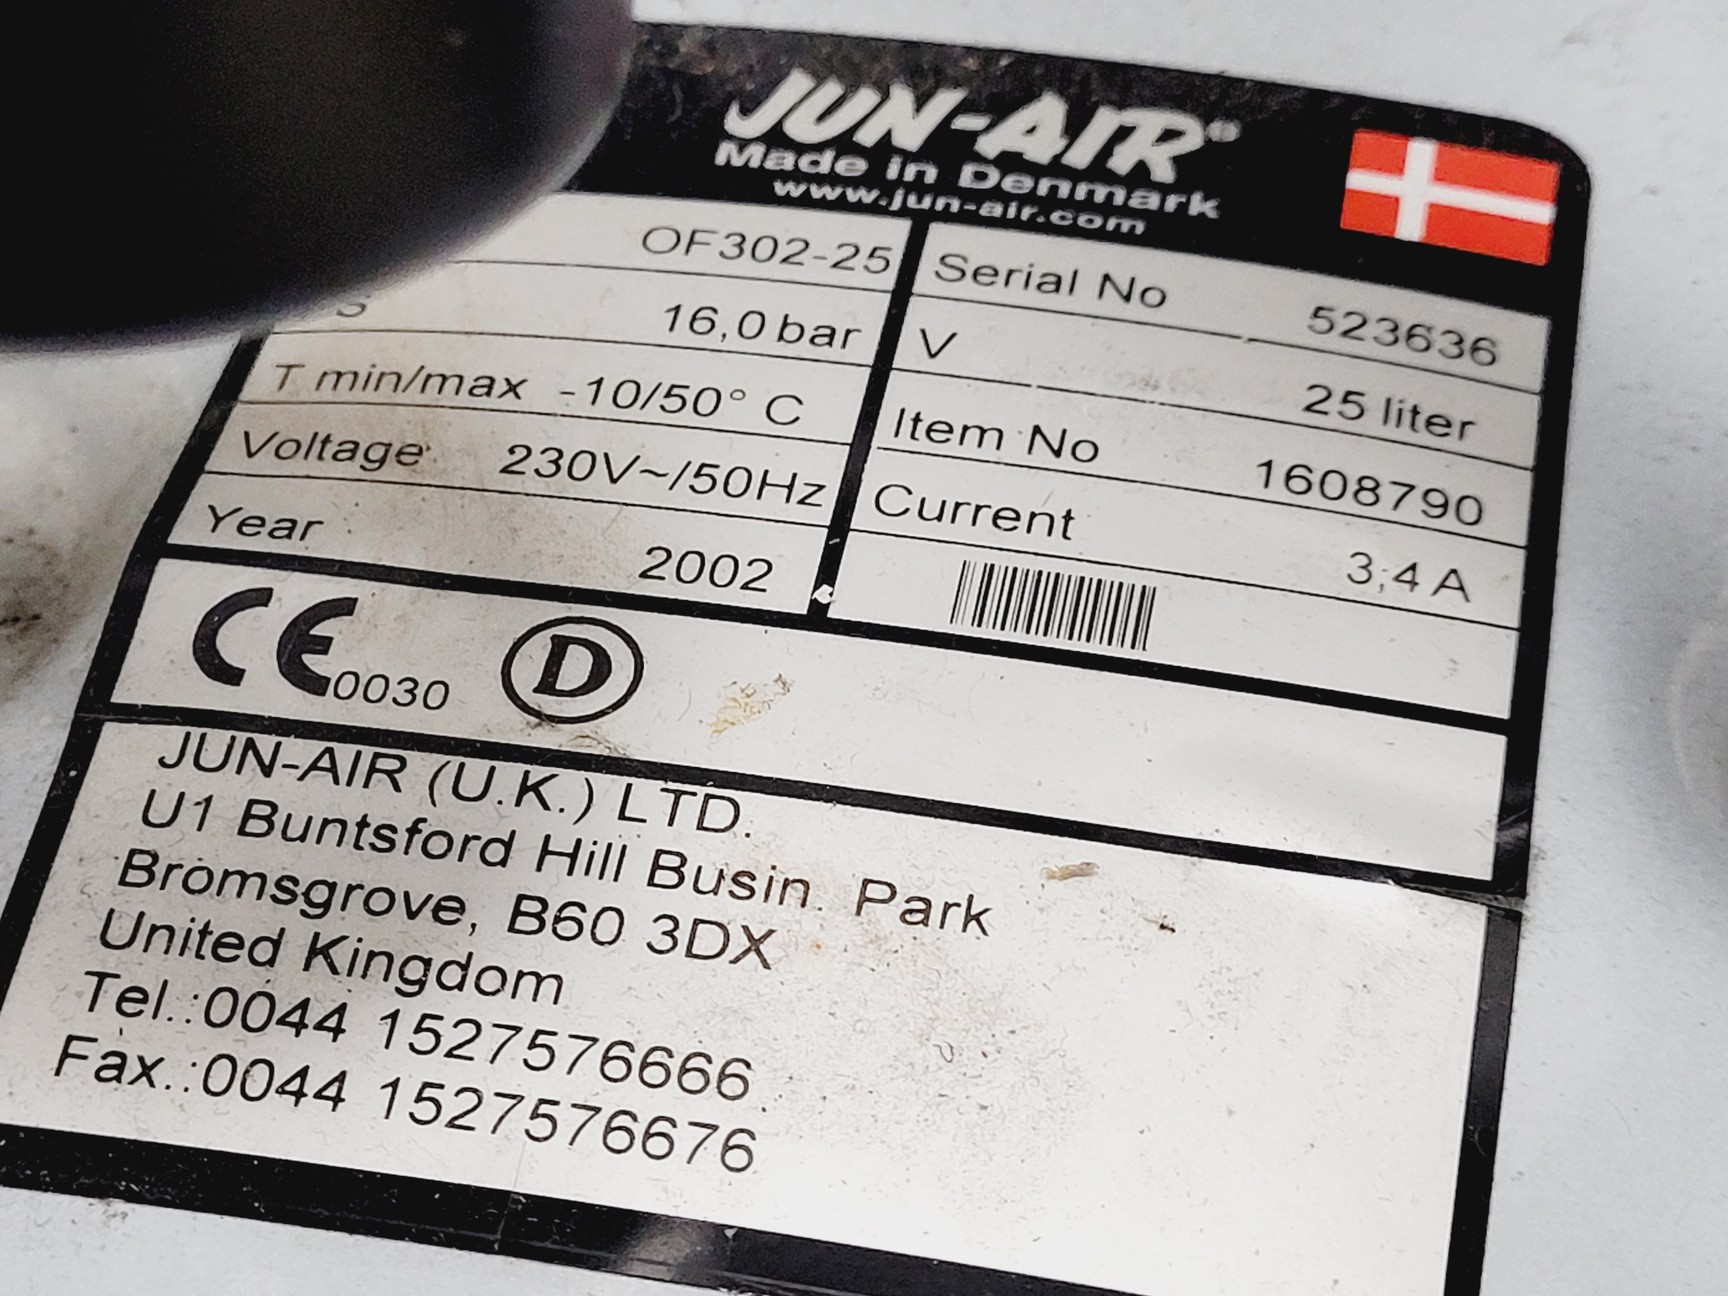 JUN-AIR®
Made in Denmark
www.jun-air.com
OF302-25
Serial No 523636
S 16,0 bar
V 25 liter
T min/max -10/50° C
Item No 1608790
Voltage 230V~/50Hz
Current 3,4 A
Year 2002
CE 0030 D
JUN-AIR (U.K.) LTD.
U1 Buntsford Hill Busin. Park
Bromsgrove, B60 3DX
United Kingdom
Tel.:0044 1527576666
Fax.:0044 1527576676